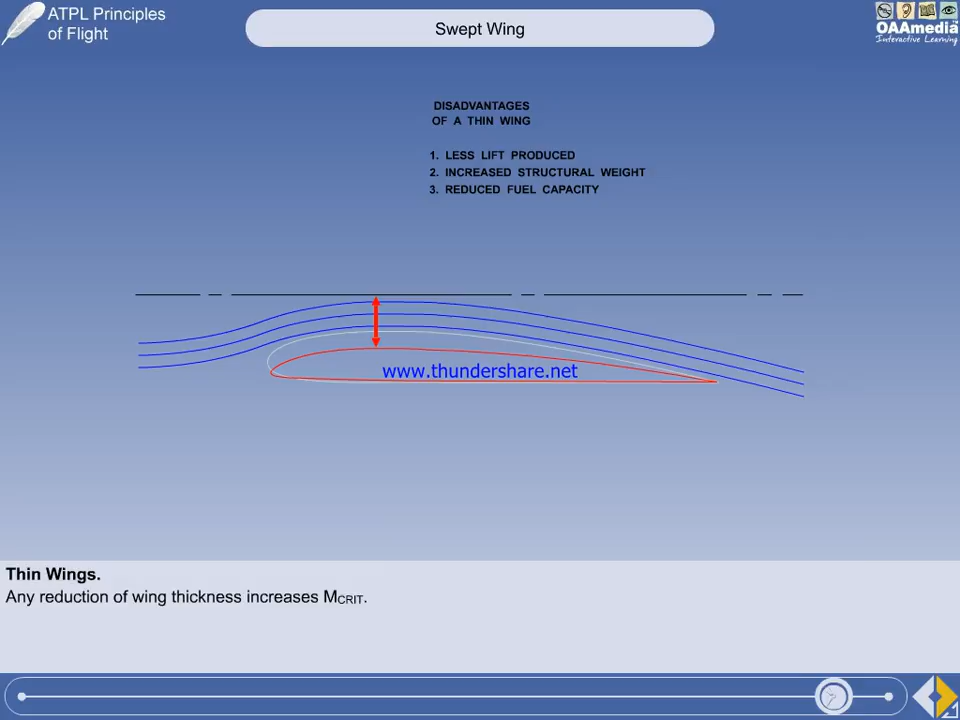 ATPL Principles
of Flight
Swept Wing
OAAmedia
Interactive Learning
DISADVANTAGES
OF A THIN WING
1. LESS LIFT PRODUCED
2. INCREASED STRUCTURAL WEIGHT
3. REDUCED FUEL CAPACITY
www.thundershare.net
Thin Wings.
Any reduction of wing thickness increases MCRIT.